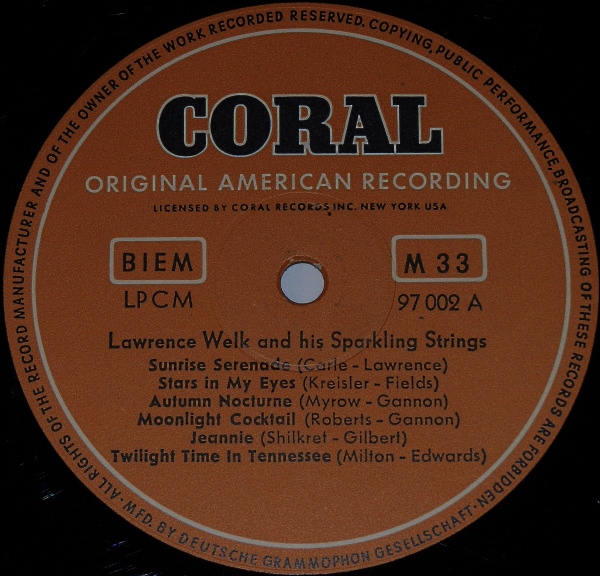 ALL RIGHTS OF THE RECORD MANUFACTURER AND OF THE OWNER OF THE WORK RECORDED RESERVED. COPYING, PUBLIC PERFORMANCE, BROADCASTING OF THESE RECORDS ARE FORBIDDEN · MFD. BY DEUTSCHE GRAMMOPHON GESELLSCHAFT ·
CORAL
ORIGINAL AMERICAN RECORDING
LICENSED BY CORAL RECORDS INC. NEW YORK USA
BIEM
M 33
LPCM
97 002 A
Lawrence Welk and his Sparkling Strings
Sunrise Serenade (Carle - Lawrence)
Stars in My Eyes (Kreisler - Fields)
Autumn Nocturne (Myrow - Gannon)
Moonlight Cocktail (Roberts - Gannon)
Jeannie (Shilkret - Gilbert)
Twilight Time In Tennessee (Milton - Edwards)